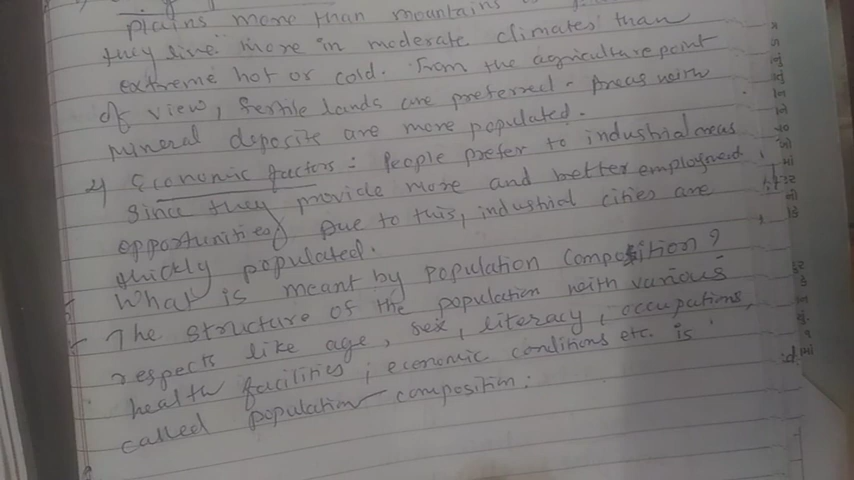 plains more than mountains
they live more in moderate climates than
extreme hot or cold. From the agriculture point
of view, fertile lands are preferred. Areas with
mineral deposits are more populated.
2) Economic factors: People prefer to industrial areas
since they provide more and better employment
opportunities. Due to this, industrial cities are
thickly populated.
What is meant by population composition?
The structure of the population with various
respects like age, sex, literacy, occupations,
health facilities, economic conditions etc. is
called population composition.